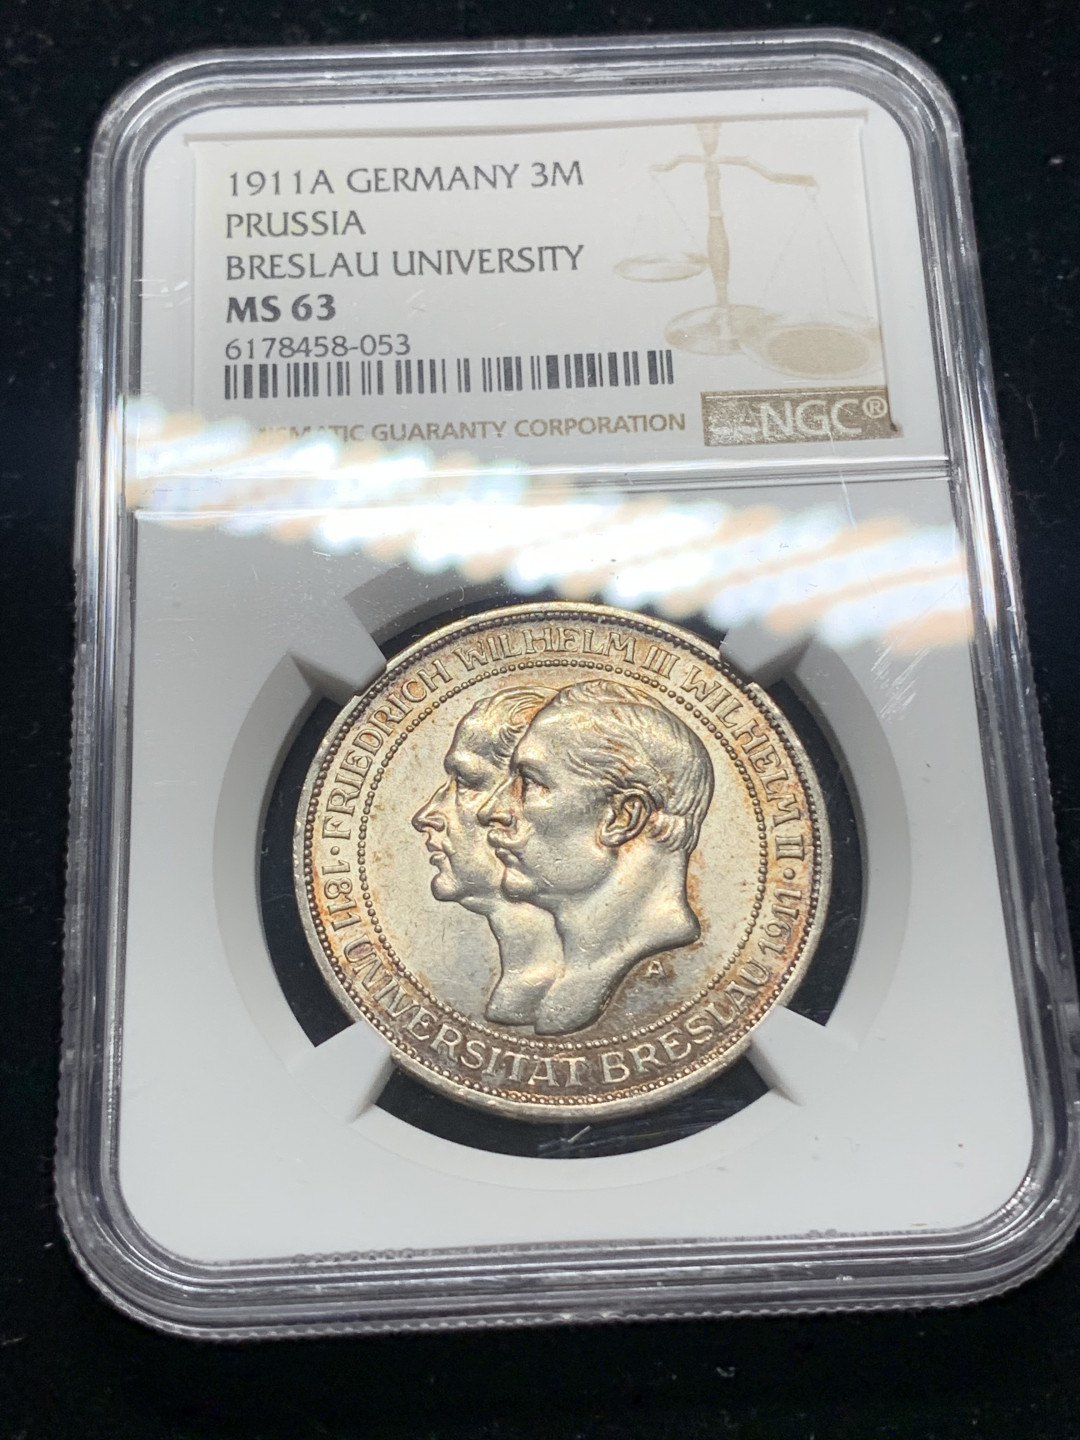 1911A GERMANY 3M
PRUSSIA
BRESLAU UNIVERSITY
MS 63
6178458-053
GUARANTY CORPORATION
NGC®
FRIEDRICH WILHELM III WILHELM II •
1811 UNIVERSITÄT BRESLAU 1911 •
A